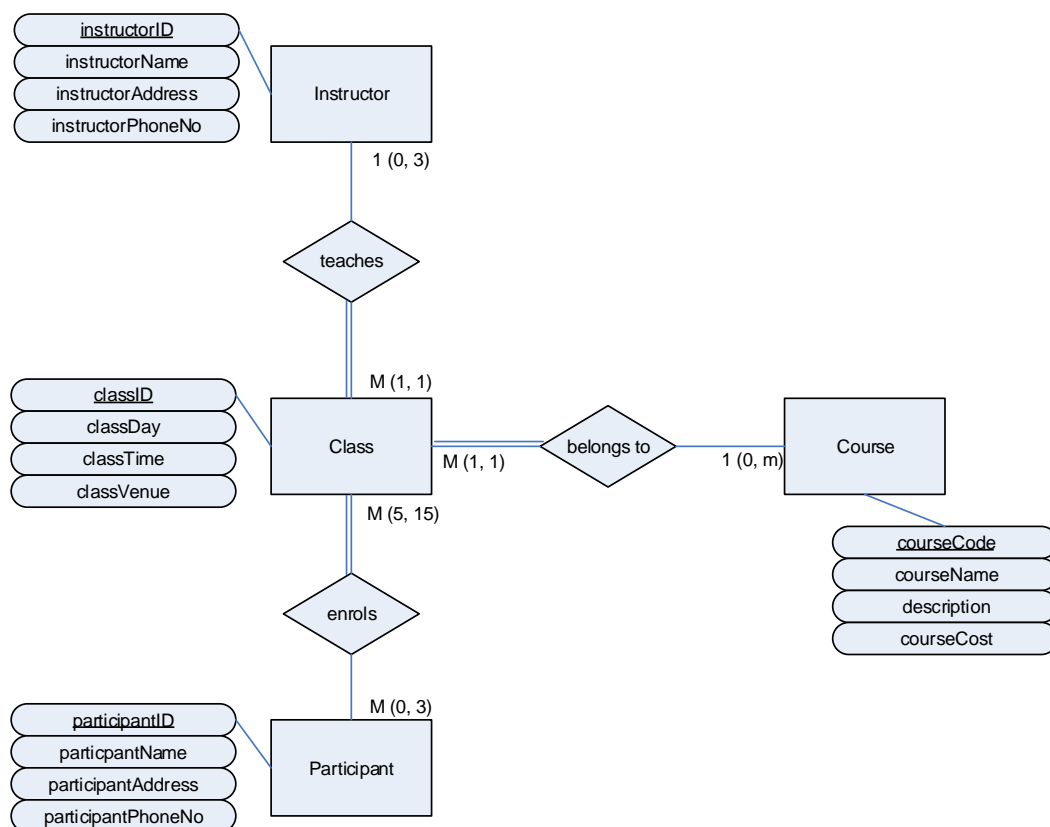 instructorID
instructorName
instructorAddress
instructorPhoneNo
Instructor
1 (0, 3)
teaches
M (1, 1)
classID
classDay
classTime
classVenue
Class
M (1, 1)
belongs to
1 (0, m)
Course
M (5, 15)
courseCode
courseName
description
courseCost
enrols
M (0, 3)
participantID
particpantName
participantAddress
participantPhoneNo
Participant